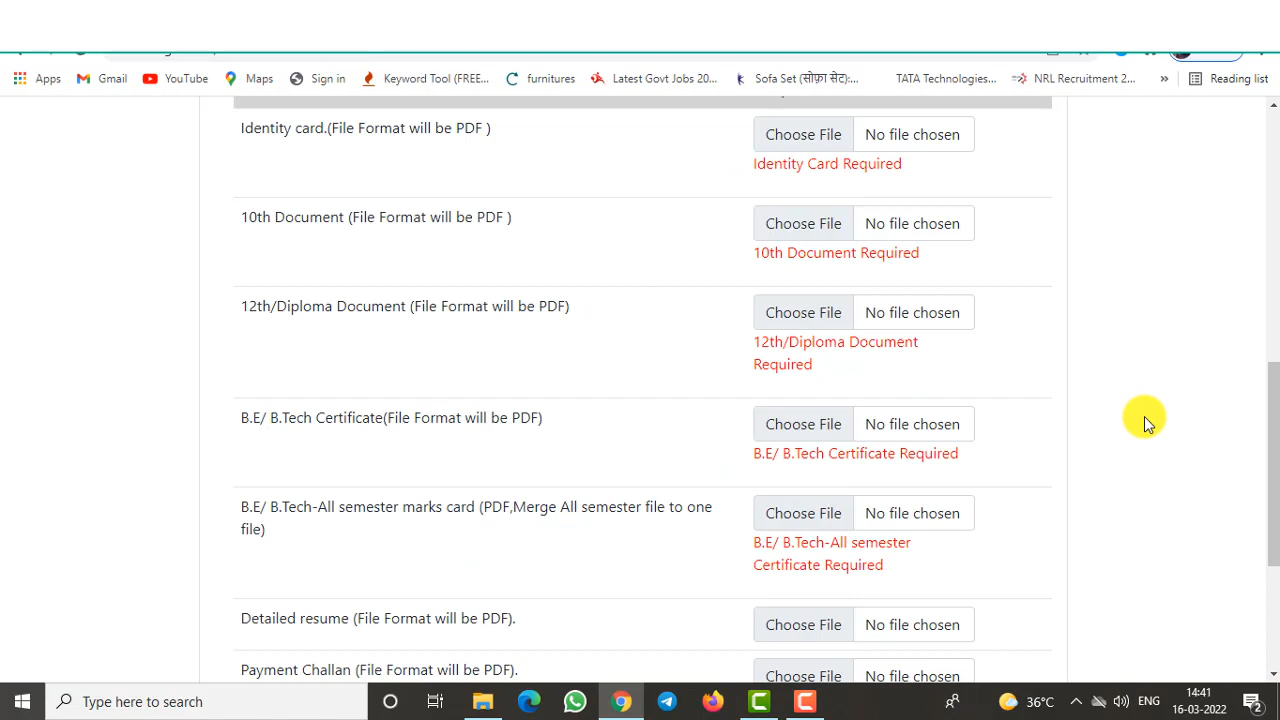 Apps Gmail YouTube Maps Sign in Keyword Tool (FREE... furnitures Latest Govt Jobs 20... Sofa Set (सोफ़ा सेट):... TATA Technologies... NRL Recruitment 2... » Reading list
Identity card.(File Format will be PDF )
Choose File No file chosen
Identity Card Required
10th Document (File Format will be PDF )
Choose File No file chosen
10th Document Required
12th/Diploma Document (File Format will be PDF)
Choose File No file chosen
12th/Diploma Document
Required
B.E/ B.Tech Certificate(File Format will be PDF)
Choose File No file chosen
B.E/ B.Tech Certificate Required
B.E/ B.Tech-All semester marks card (PDF,Merge All semester file to one
file)
Choose File No file chosen
B.E/ B.Tech-All semester
Certificate Required
Detailed resume (File Format will be PDF).
Choose File No file chosen
Payment Challan (File Format will be PDF).
Choose File No file chosen
Type here to search
36°C
ENG
14:41
16-03-2022
2